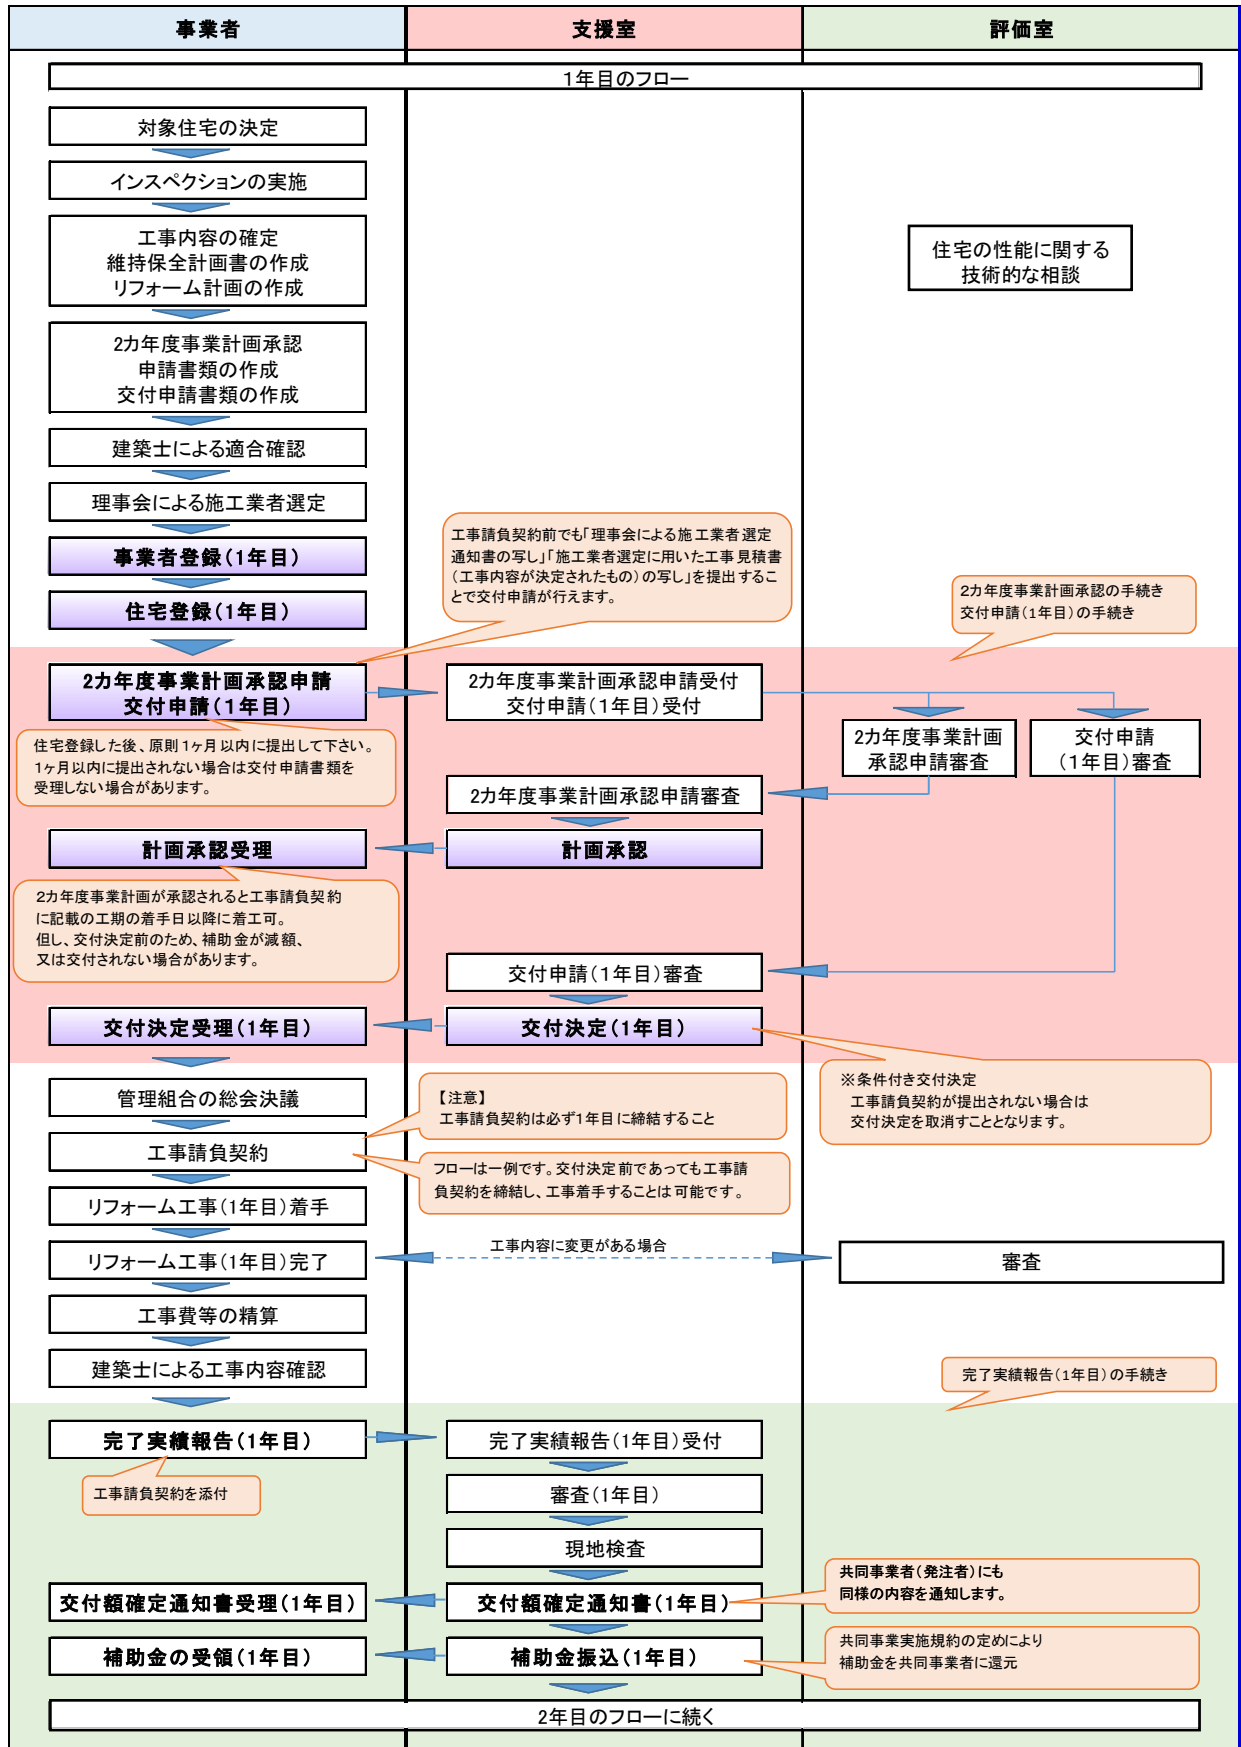 事業者
支援室
評価室
1年目のフロー
対象住宅の決定
インスペクションの実施
工事内容の確定
維持保全計画書の作成
リフォーム計画の作成
住宅の性能に関する
技術的な相談
2カ年度事業計画承認
申請書類の作成
交付申請書類の作成
建築士による適合確認
理事会による施工業者選定
事業者登録(1年目)
住宅登録(1年目)
工事請負契約前でも「理事会による施工業者選定
通知書の写し」「施工業者選定に用いた工事見積書
(工事内容が決定されたもの)の写し」を提出するこ
とで交付申請が行えます。
2カ年度事業計画承認の手続き
交付申請(1年目)の手続き
2カ年度事業計画承認申請
交付申請(1年目)
2カ年度事業計画承認申請受付
交付申請(1年目)受付
2カ年度事業計画
承認申請審査
交付申請
(1年目)審査
住宅登録した後、原則1ヶ月以内に提出して下さい。
1ヶ月以内に提出されない場合は交付申請書類を
受理しない場合があります。
2カ年度事業計画承認申請審査
計画承認受理
計画承認
2カ年度事業計画が承認されると工事請負契約
に記載の工期の着手日以降に着工可。
但し、交付決定前のため、補助金が減額、
又は交付されない場合があります。
交付申請(1年目)審査
交付決定受理(1年目)
交付決定(1年目)
※条件付き交付決定
工事請負契約が提出されない場合は
交付決定を取消すこととなります。
管理組合の総会決議
【注意】
工事請負契約は必ず1年目に締結すること
工事請負契約
フローは一例です。交付決定前であっても工事請
負契約を締結し、工事着手することは可能です。
リフォーム工事(1年目)着手
リフォーム工事(1年目)完了
工事内容に変更がある場合
審査
工事費等の精算
建築士による工事内容確認
完了実績報告(1年目)の手続き
完了実績報告(1年目)
完了実績報告(1年目)受付
工事請負契約を添付
審査(1年目)
現地検査
共同事業者(発注者)にも
同様の内容を通知します。
交付額確定通知書受理(1年目)
交付額確定通知書(1年目)
共同事業実施規約の定めにより
補助金を共同事業者に還元
補助金の受領(1年目)
補助金振込(1年目)
2年目のフローに続く